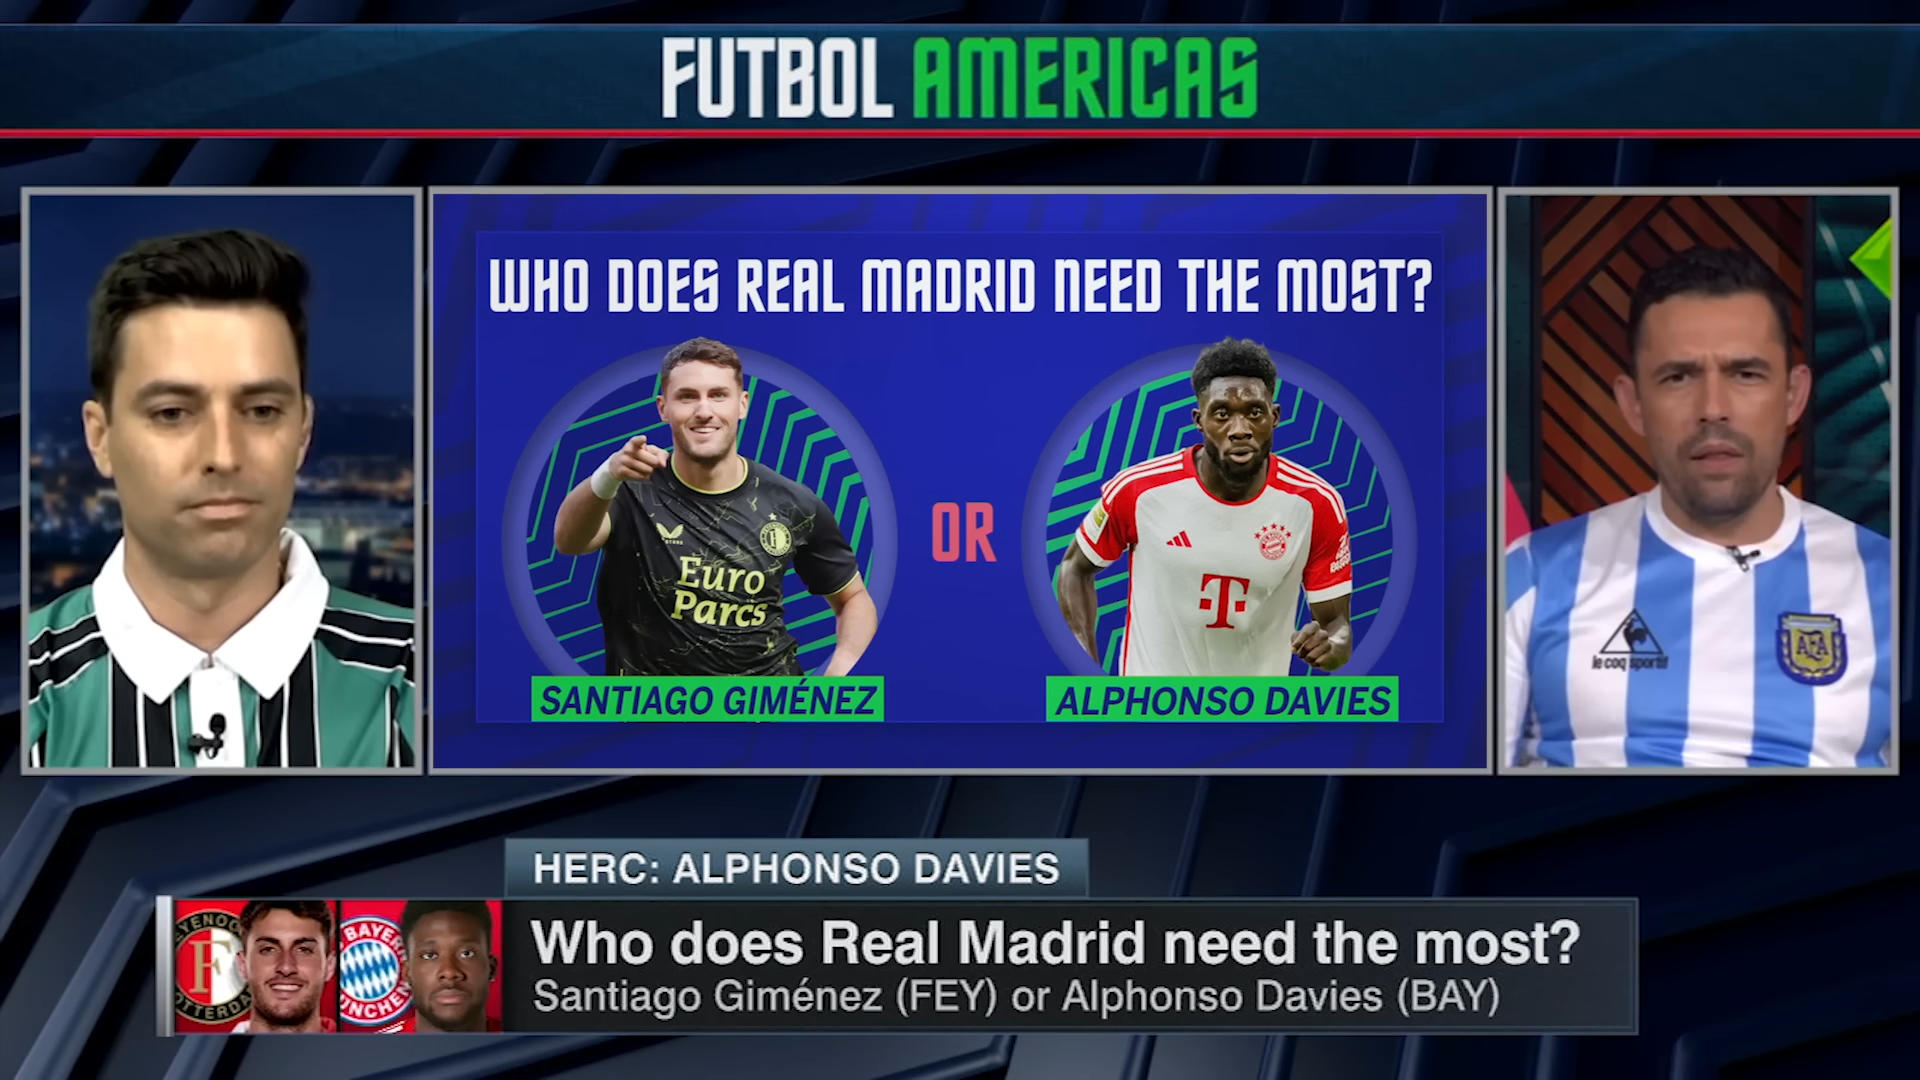 FUTBOL AMERICAS
WHO DOES REAL MADRID NEED THE MOST?
Euro
Parcs
OR
T
SANTIAGO GIMÉNEZ
ALPHONSO DAVIES
le coq sportif
AFA
HERC: ALPHONSO DAVIES
Who does Real Madrid need the most?
Santiago Giménez (FEY) or Alphonso Davies (BAY)